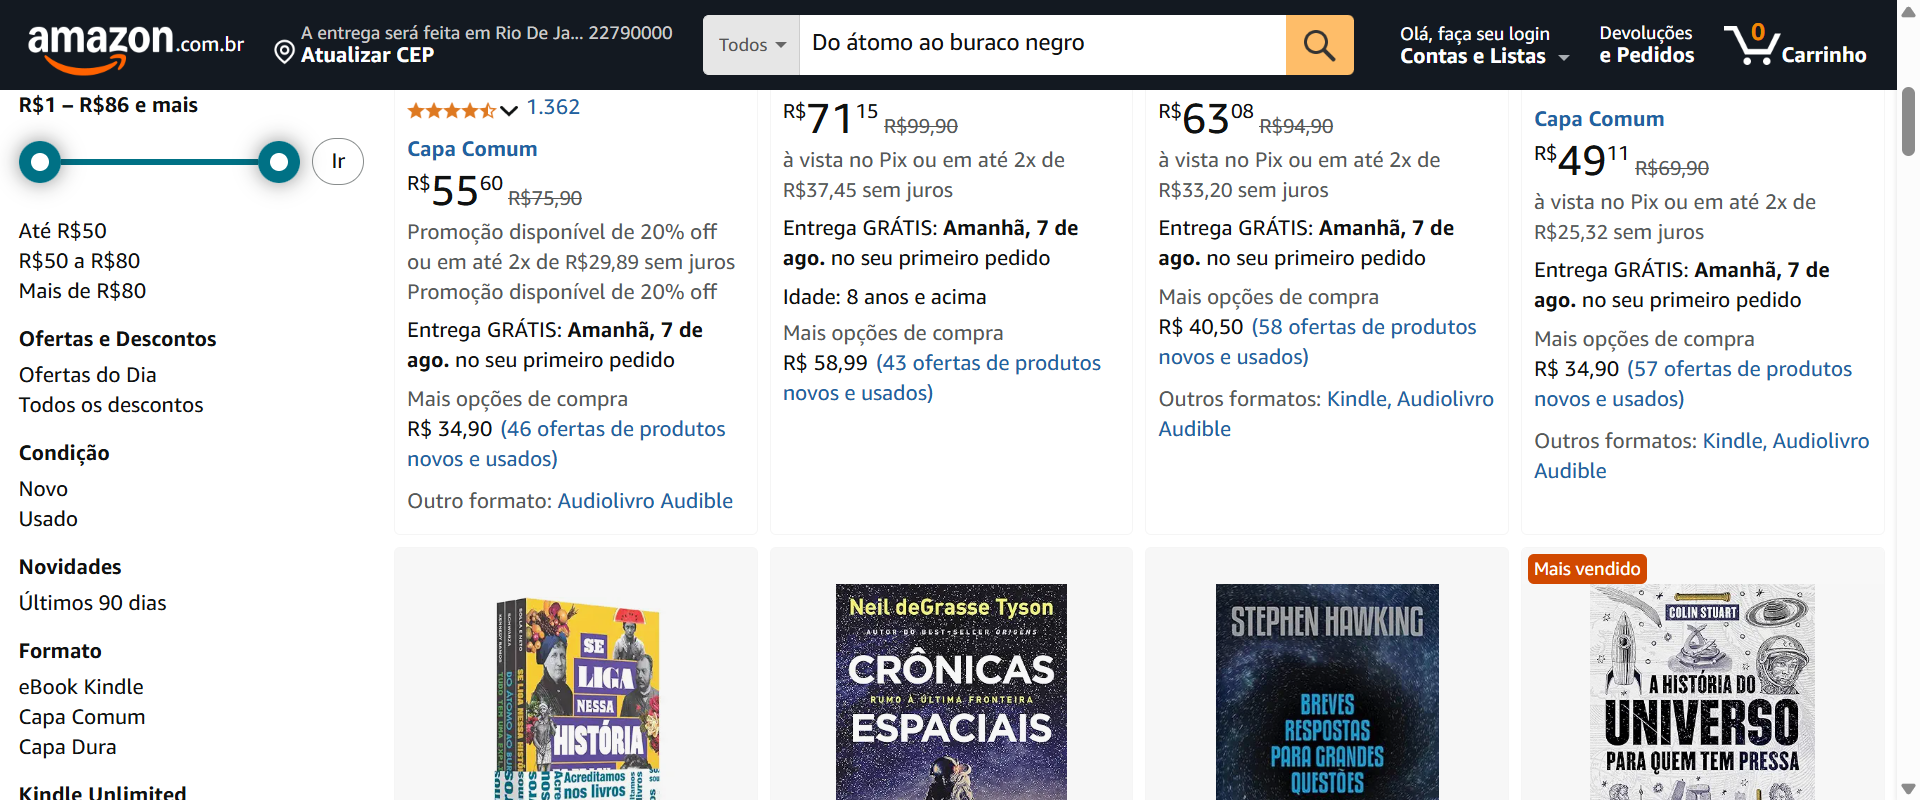 amazon.com.br
A entrega será feita em Rio De Ja... 22790000
Atualizar CEP
Todos
Do átomo ao buraco negro
Olá, faça seu login
Contas e Listas
Devoluções
e Pedidos
0
Carrinho
R$1 – R$86 e mais
Ir
Até R$50
R$50 a R$80
Mais de R$80
Ofertas e Descontos
Ofertas do Dia
Todos os descontos
Condição
Novo
Usado
Novidades
Últimos 90 dias
Formato
eBook Kindle
Capa Comum
Capa Dura
Kindle Unlimited
1.362
Capa Comum
R$5560 R$75,90
Promoção disponível de 20% off
ou em até 2x de R$29,89 sem juros
Promoção disponível de 20% off
Entrega GRÁTIS: Amanhã, 7 de
ago. no seu primeiro pedido
Mais opções de compra
R$ 34,90 (46 ofertas de produtos
novos e usados)
Outro formato: Audiolivro Audible
R$7115 R$99,90
à vista no Pix ou em até 2x de
R$37,45 sem juros
Entrega GRÁTIS: Amanhã, 7 de
ago. no seu primeiro pedido
Idade: 8 anos e acima
Mais opções de compra
R$ 58,99 (43 ofertas de produtos
novos e usados)
R$6308 R$94,90
à vista no Pix ou em até 2x de
R$33,20 sem juros
Entrega GRÁTIS: Amanhã, 7 de
ago. no seu primeiro pedido
Mais opções de compra
R$ 40,50 (58 ofertas de produtos
novos e usados)
Outros formatos: Kindle, Audiolivro
Audible
Capa Comum
R$4911 R$69,90
à vista no Pix ou em até 2x de
R$25,32 sem juros
Entrega GRÁTIS: Amanhã, 7 de
ago. no seu primeiro pedido
Mais opções de compra
R$ 34,90 (57 ofertas de produtos
novos e usados)
Outros formatos: Kindle, Audiolivro
Audible
SE
LIGA
NESSA
HISTÓRIA
Acreditamos
nos livros
Neil deGrasse Tyson
AUTOR DO BEST-SELLER ORIGENS
CRÔNICAS
RUMO À ÚLTIMA FRONTEIRA
ESPACIAIS
STEPHEN HAWKING
BREVES
RESPOSTAS
PARA GRANDES
QUESTÕES
Mais vendido
COLIN STUART
A HISTÓRIA DO
UNIVERSO
PARA QUEM TEM PRESSA